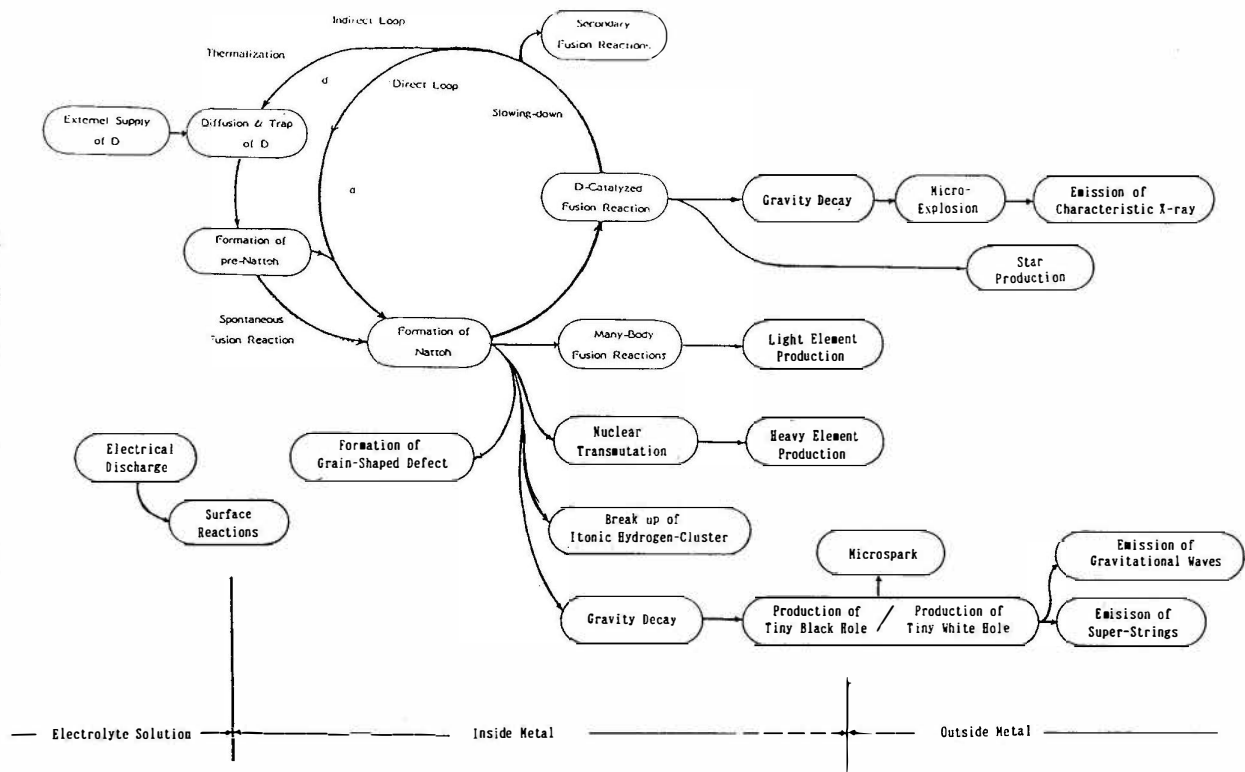 Indirect Loop
Secondary
Fusion Reactions
Thermalization
d
Direct Loop
Slowing-down
Externel Supply
of D
Diffusion & Trap
of D
α
D-Catalyzed
Fusion Reaction
Gravity Decay
Micro-
Explosion
Emission of
Characteristic X-ray
Formation of
pre-Nattoh
Star
Production
Spontaneous
Fusion Reaction
Formation of
Nattoh
Many-Body
Fusion Reactions
Light Element
Production
Electrical
Discharge
Formation of
Grain-Shaped Defect
Nuclear
Transmutation
Heavy Element
Production
Surface
Reactions
Break up of
Itonic Hydrogen-Cluster
Microspark
Emission of
Gravitational Waves
Gravity Decay
Production of
Tiny Black Hole
/
Production of
Tiny White Hole
Emisison of
Super-Strings
Electrolyte Solution
Inside Metal
Outside Metal